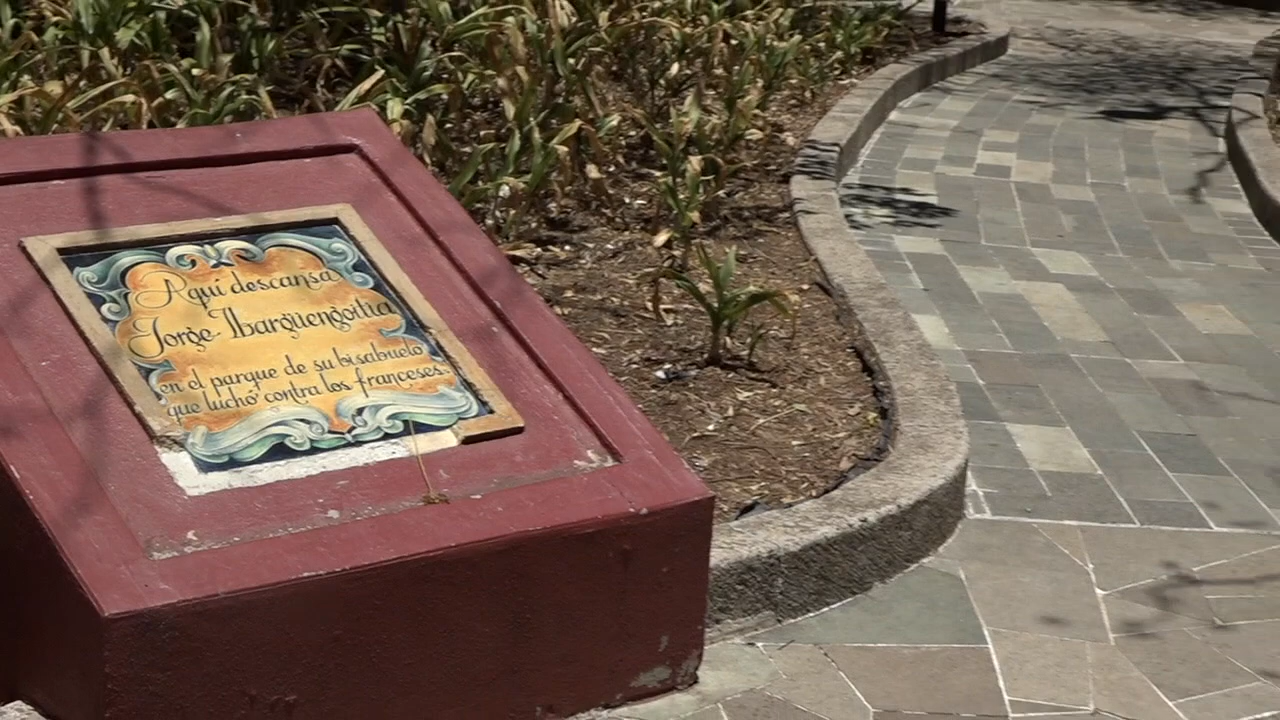 Aquí descansa
Jorge Ibargüengoitia
en el parque de su bisabuelo
que luchó contra los franceses.